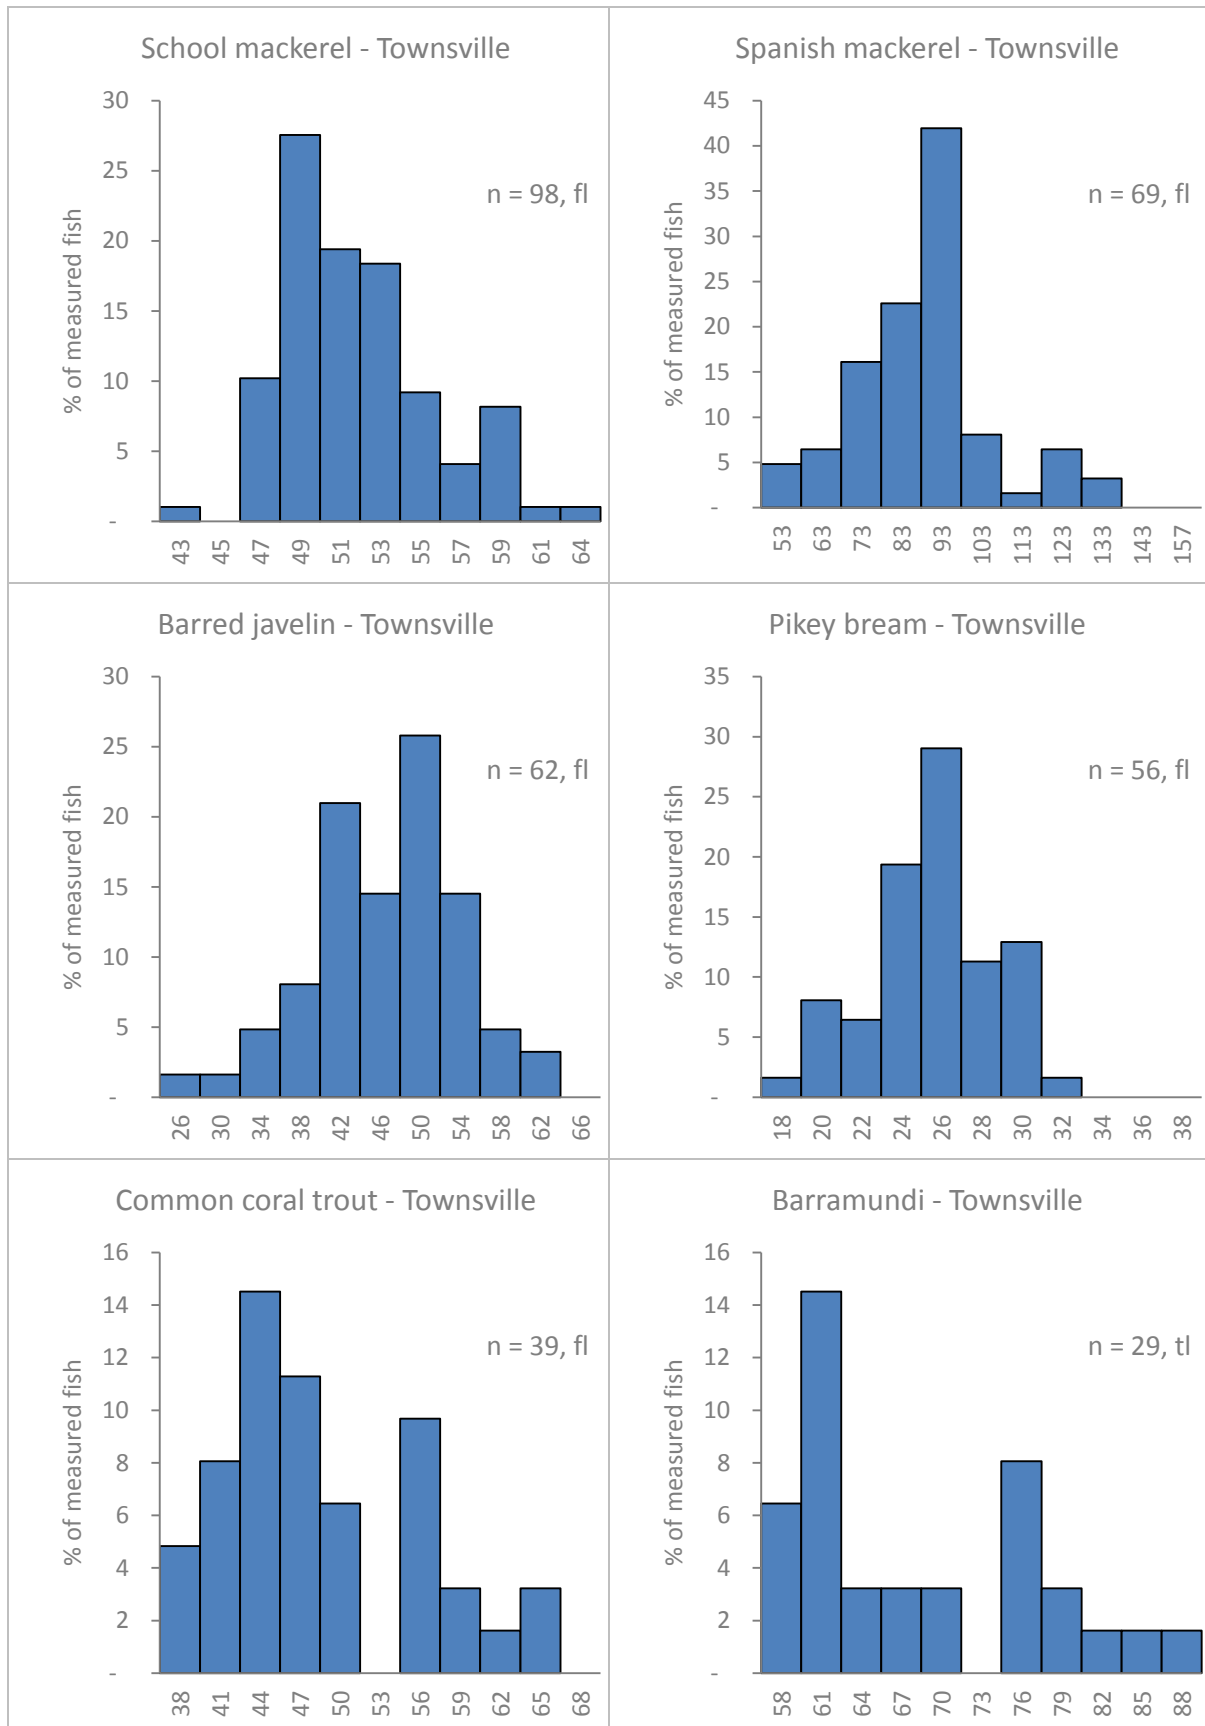 School mackerel - Townsville
% of measured fish
30
25
20
15
10
5
-
n = 98, fl
43 45 47 49 51 53 55 57 59 61 64
Spanish mackerel - Townsville
% of measured fish
45
40
35
30
25
20
15
10
5
-
n = 69, fl
53 63 73 83 93 103 113 123 133 143 157
Barred javelin - Townsville
% of measured fish
30
25
20
15
10
5
-
n = 62, fl
26 30 34 38 42 46 50 54 58 62 66
Pikey bream - Townsville
% of measured fish
35
30
25
20
15
10
5
-
n = 56, fl
18 20 22 24 26 28 30 32 34 36 38
Common coral trout - Townsville
% of measured fish
16
14
12
10
8
6
4
2
-
n = 39, fl
38 41 44 47 50 53 56 59 62 65 68
Barramundi - Townsville
% of measured fish
16
14
12
10
8
6
4
2
-
n = 29, tl
58 61 64 67 70 73 76 79 82 85 88